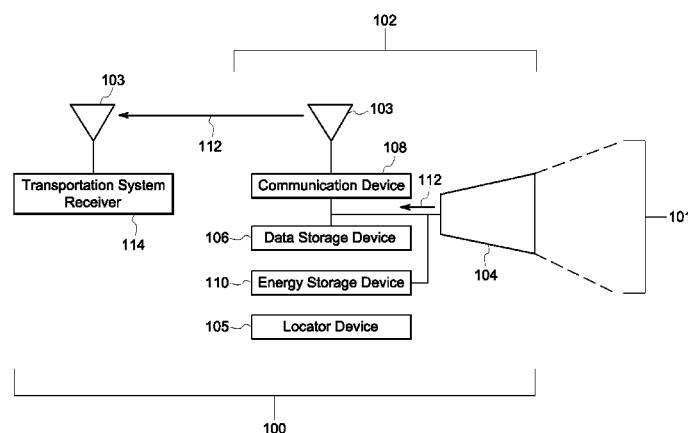 102
103
103
112
108
Transportation System
Receiver
Communication Device
112
101
114
106
Data Storage Device
104
110
Energy Storage Device
105
Locator Device
100